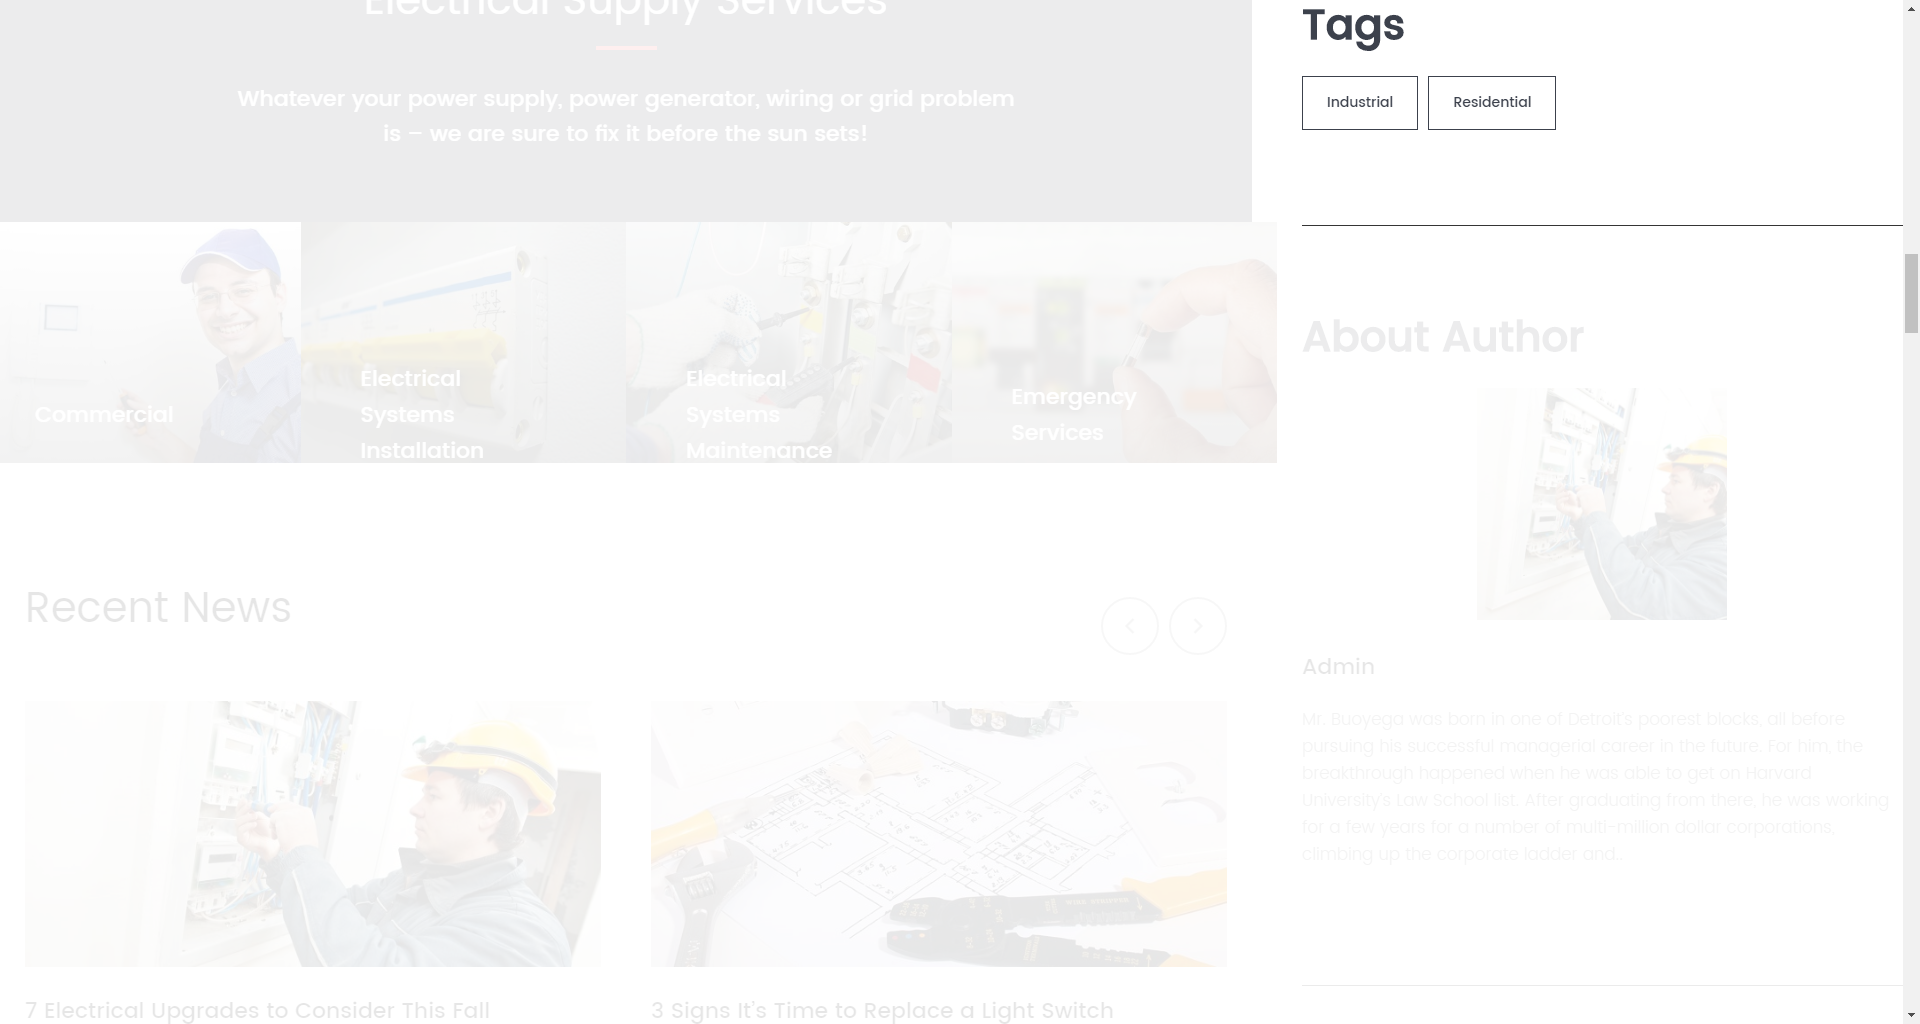 Electrical Supply Services
Whatever your power supply, power generator, wiring or grid problem
is – we are sure to fix it before the sun sets!
Commercial
Electrical
Systems
Installation
Electrical
Systems
Maintenance
Emergency
Services
Recent News
7 Electrical Upgrades to Consider This Fall
3 Signs It's Time to Replace a Light Switch
Tags
Industrial
Residential
About Author
Admin
Mr. Buoyega was born in one of Detroit's poorest blocks, all before
pursuing his successful managerial career in the future. For him, the
breakthrough happened when he was able to get on Harvard
University's Law School list. After graduating from there, he was working
for a few years for a number of multi-million dollar corporations,
climbing up the corporate ladder and...